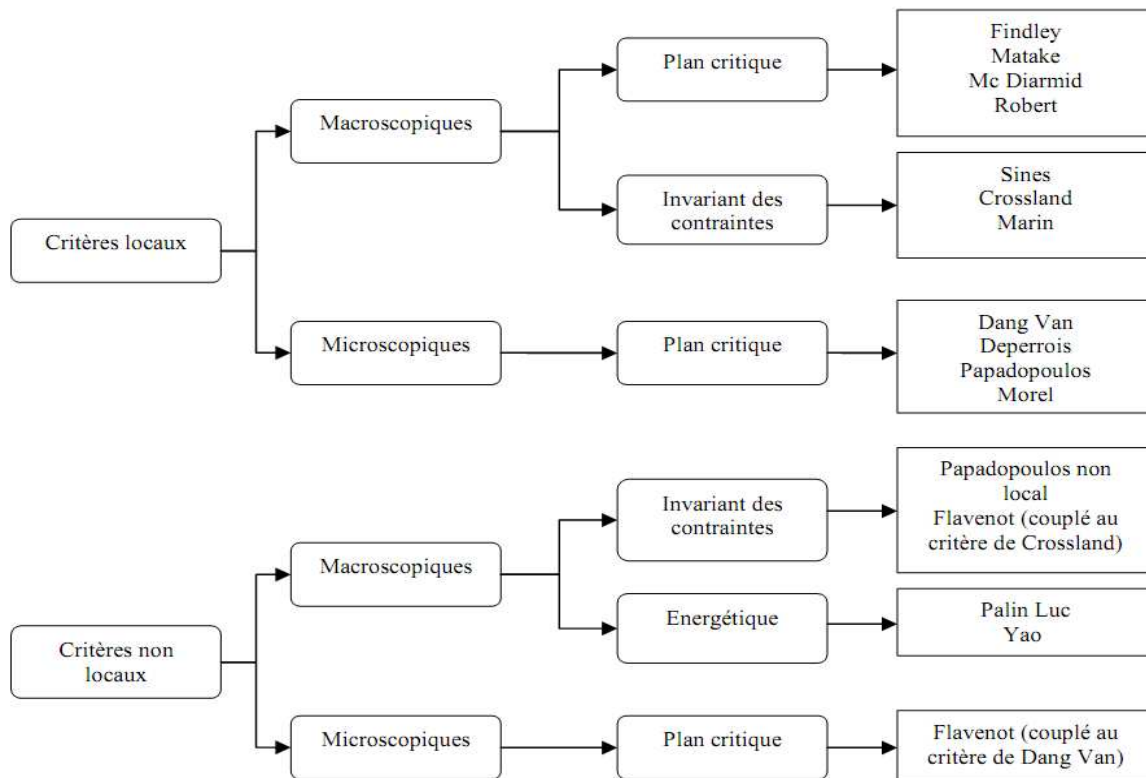 Critères locaux
Macroscopiques
Plan critique
Findley
Matake
Mc Diarmid
Robert
Invariant des
contraintes
Sines
Crossland
Marin
Microscopiques
Plan critique
Dang Van
Deperrois
Papadopoulos
Morel
Critères non
locaux
Macroscopiques
Invariant des
contraintes
Papadopoulos non
local
Flavenot (couplé au
critère de Crossland)
Energétique
Palin Luc
Yao
Microscopiques
Plan critique
Flavenot (couplé au
critère de Dang Van)